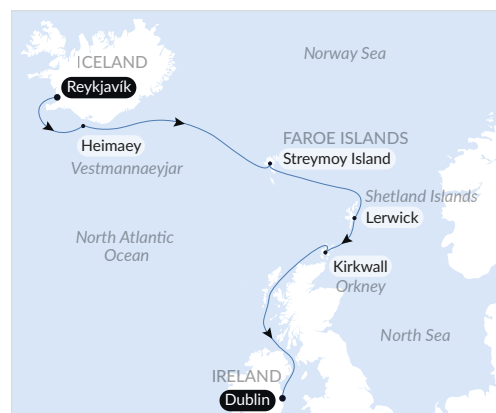 Norway Sea
ICELAND
Reykjavík
Heimaey
Vestmannaeyjar
FAROE ISLANDS
Streymoy Island
Shetland Islands
Lerwick
North Atlantic
Ocean
Kirkwall
Orkney
North Sea
IRELAND
Dublin